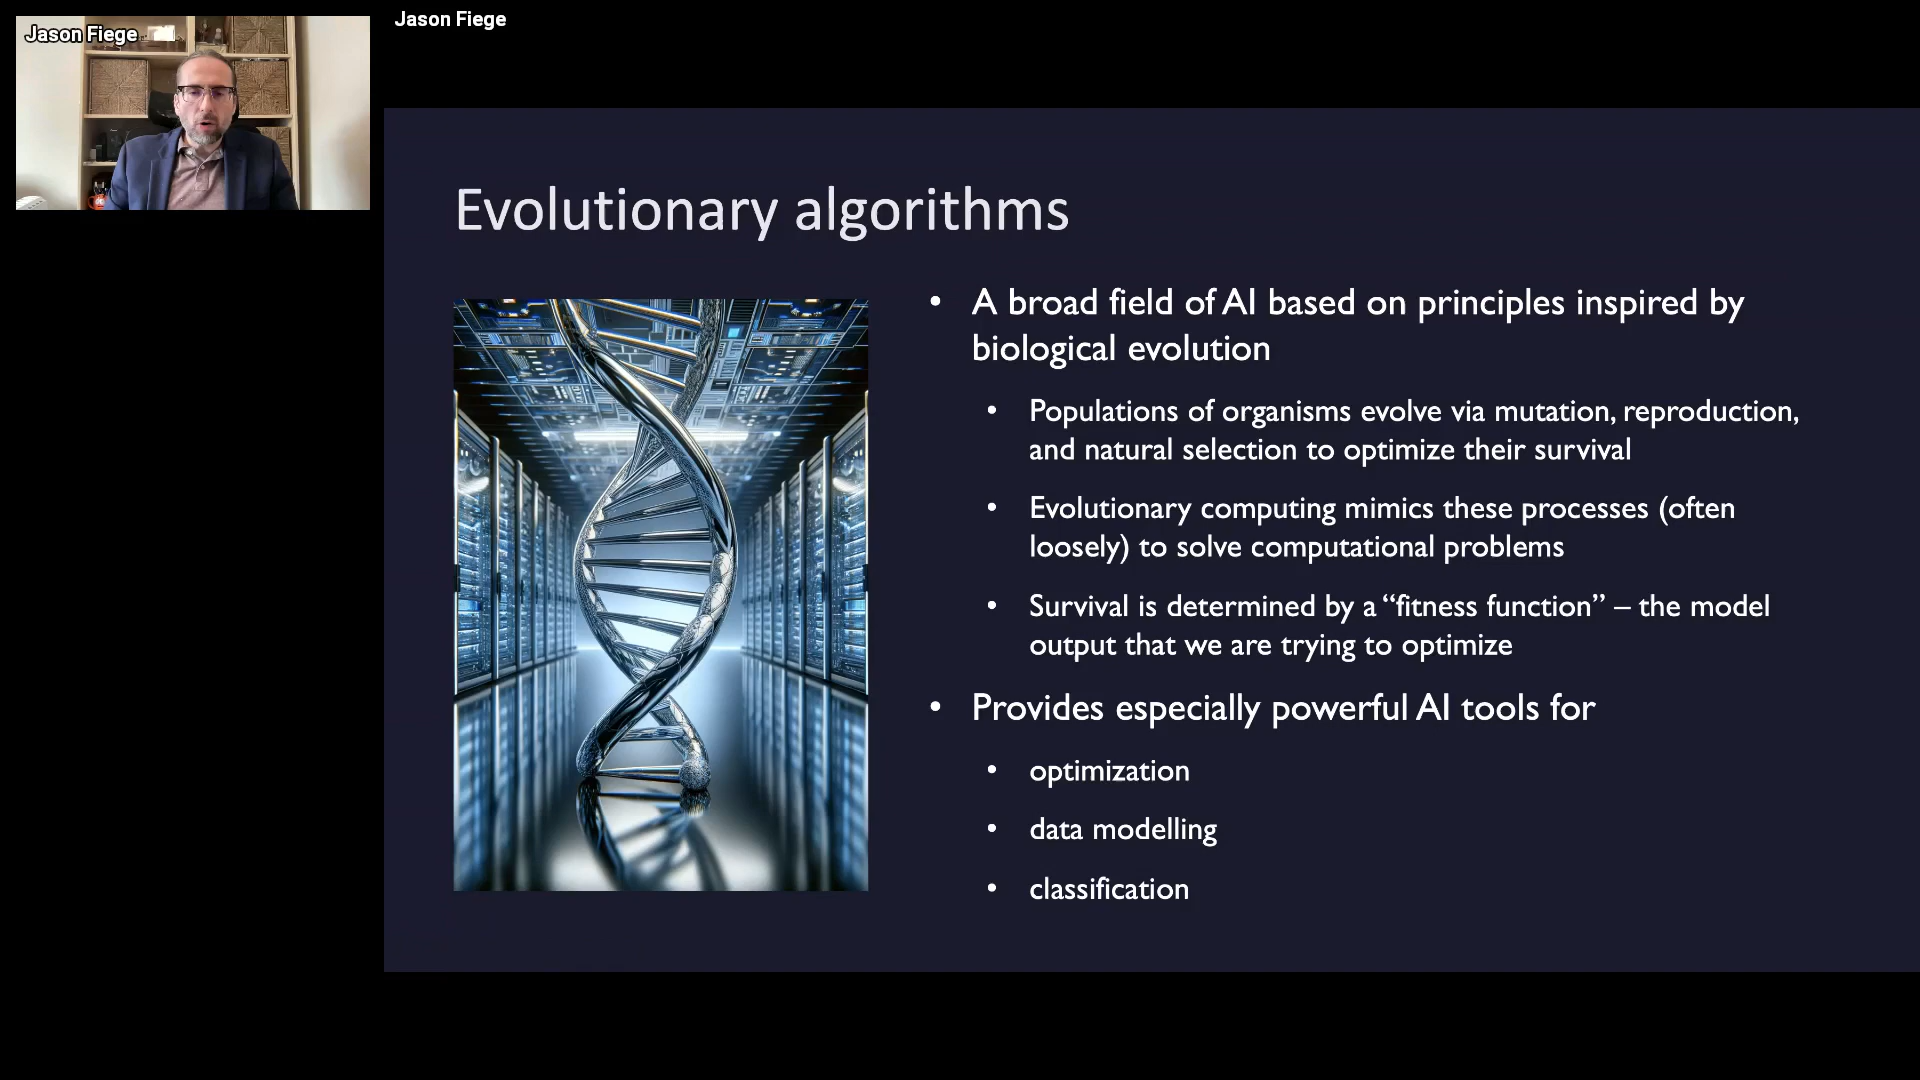 Jason Fiege
Jason Fiege
Evolutionary algorithms
• A broad field of AI based on principles inspired by
biological evolution
• Populations of organisms evolve via mutation, reproduction,
and natural selection to optimize their survival
• Evolutionary computing mimics these processes (often
loosely) to solve computational problems
• Survival is determined by a “fitness function” – the model
output that we are trying to optimize
• Provides especially powerful AI tools for
• optimization
• data modelling
• classification